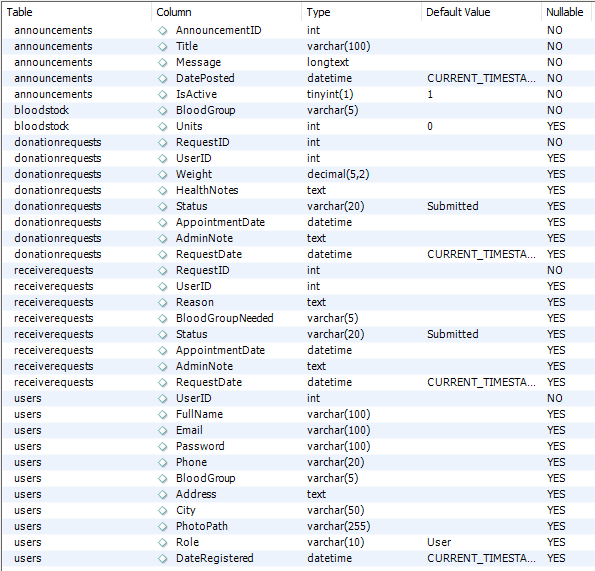 Table Column Type Default Value Nullable
announcements AnnouncementID int NO
announcements Title varchar(100) NO
announcements Message longtext NO
announcements DatePosted datetime CURRENT_TIMESTA... NO
announcements IsActive tinyint(1) 1 NO
bloodstock BloodGroup varchar(5) NO
bloodstock Units int 0 YES
donationrequests RequestID int NO
donationrequests UserID int YES
donationrequests Weight decimal(5,2) YES
donationrequests HealthNotes text YES
donationrequests Status varchar(20) Submitted YES
donationrequests AppointmentDate datetime YES
donationrequests AdminNote text YES
donationrequests RequestDate datetime CURRENT_TIMESTA... YES
receiverequests RequestID int NO
receiverequests UserID int YES
receiverequests Reason text YES
receiverequests BloodGroupNeeded varchar(5) YES
receiverequests Status varchar(20) Submitted YES
receiverequests AppointmentDate datetime YES
receiverequests AdminNote text YES
receiverequests RequestDate datetime CURRENT_TIMESTA... YES
users UserID int NO
users FullName varchar(100) YES
users Email varchar(100) YES
users Password varchar(100) YES
users Phone varchar(20) YES
users BloodGroup varchar(5) YES
users Address text YES
users City varchar(50) YES
users PhotoPath varchar(255) YES
users Role varchar(10) User YES
users DateRegistered datetime CURRENT_TIMESTA... YES